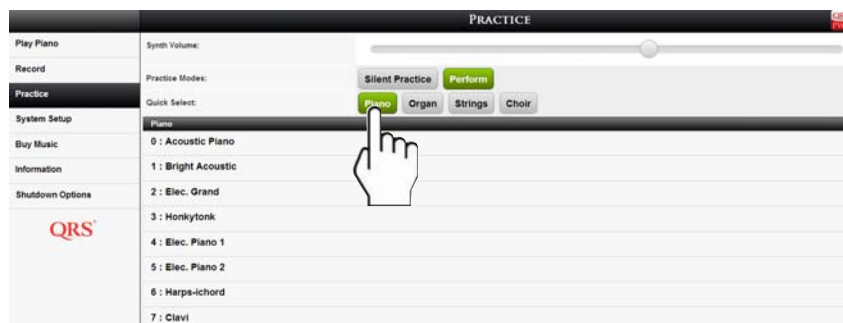 PRACTICE
Play Piano
Record
Practice
System Setup
Buy Music
Information
Shutdown Options
QRS
Synth Volume:
Practice Modes:
Silent Practice Perform
Quick Select:
Piano Organ Strings Choir
Piano
0 : Acoustic Piano
1 : Bright Acoustic
2 : Elec. Grand
3 : Honkytonk
4 : Elec. Piano 1
5 : Elec. Piano 2
6 : Harps-ichord
7 : Clavi